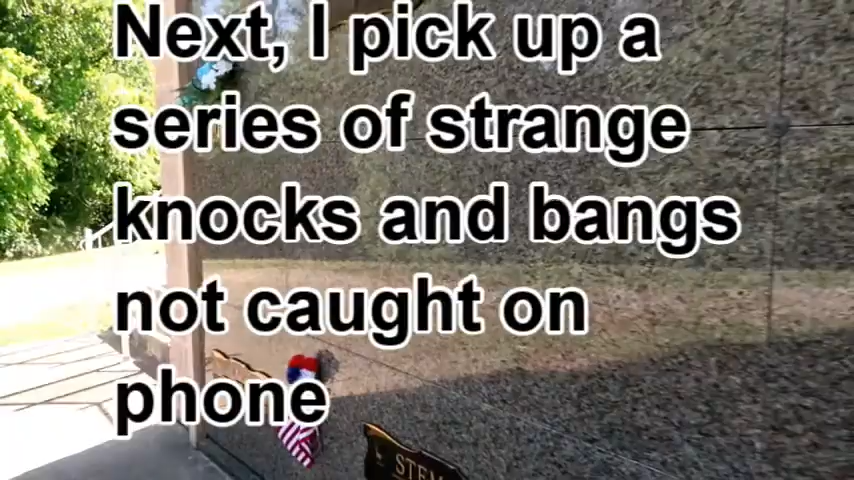 Next, I pick up a
series of strange
knocks and bangs
not caught on
phone